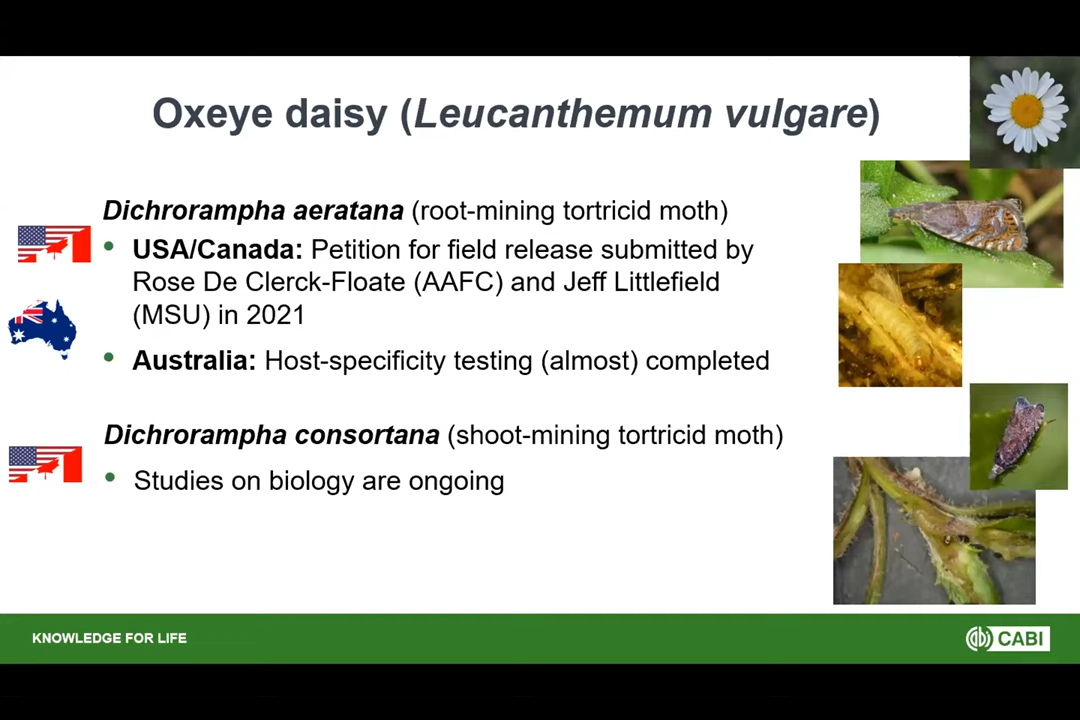 Oxeye daisy (Leucanthemum vulgare)
Dichrorampha aeratana (root-mining tortricid moth)
• USA/Canada: Petition for field release submitted by
Rose De Clerck-Floate (AAFC) and Jeff Littlefield
(MSU) in 2021
• Australia: Host-specificity testing (almost) completed
Dichrorampha consortana (shoot-mining tortricid moth)
• Studies on biology are ongoing
KNOWLEDGE FOR LIFE
CABI